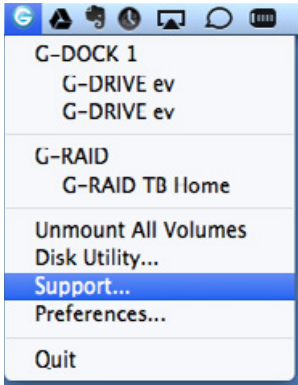 G-DOCK 1
G-DRIVE ev
G-DRIVE ev
G-RAID
G-RAID TB Home
Unmount All Volumes
Disk Utility...
Support...
Preferences...
Quit